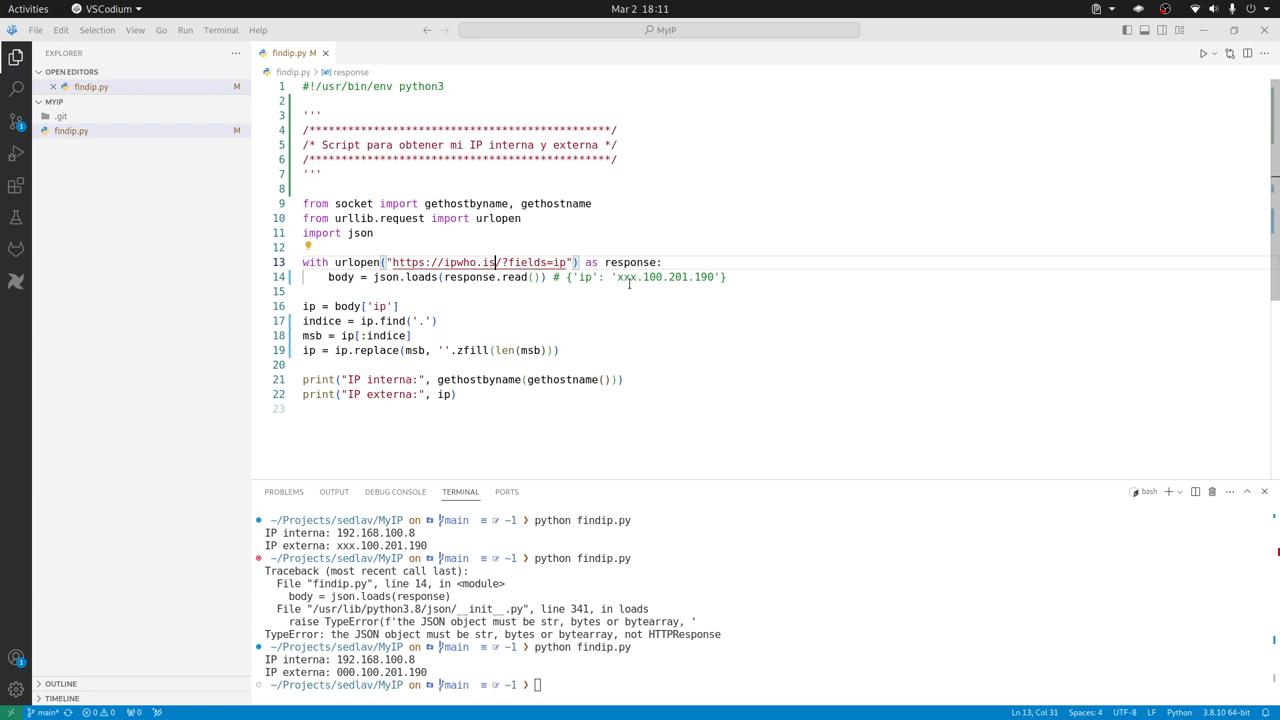 Activities VSCodium Mar 2 18:11
File Edit Selection View Go Run Terminal Help MyIP
EXPLORER
OPEN EDITORS
findip.py M
MYIP
.git
findip.py M
OUTLINE
TIMELINE
findip.py M
findip.py > response
1 #!/usr/bin/env python3
2
3 '''
4 /***********************************************/
5 /* Script para obtener mi IP interna y externa */
6 /***********************************************/
7 '''
8
9 from socket import gethostbyname, gethostname
10 from urllib.request import urlopen
11 import json
12
13 with urlopen("https://ipwho.is/?fields=ip") as response:
14 body = json.loads(response.read()) # {'ip': 'xxx.100.201.190'}
15
16 ip = body['ip']
17 indice = ip.find('.')
18 msb = ip[:indice]
19 ip = ip.replace(msb, ''.zfill(len(msb)))
20
21 print("IP interna:", gethostbyname(gethostname()))
22 print("IP externa:", ip)
23
PROBLEMS OUTPUT DEBUG CONSOLE TERMINAL PORTS bash
~/Projects/sedlav/MyIP on main ≡ ~1 ❯ python findip.py
IP interna: 192.168.100.8
IP externa: xxx.100.201.190
~/Projects/sedlav/MyIP on main ≡ ~1 ❯ python findip.py
Traceback (most recent call last):
File "findip.py", line 14, in <module>
body = json.loads(response)
File "/usr/lib/python3.8/json/__init__.py", line 341, in loads
raise TypeError(f'the JSON object must be str, bytes or bytearray, '
TypeError: the JSON object must be str, bytes or bytearray, not HTTPResponse
~/Projects/sedlav/MyIP on main ≡ ~1 ❯ python findip.py
IP interna: 192.168.100.8
IP externa: 000.100.201.190
~/Projects/sedlav/MyIP on main ≡ ~1 ❯
main* 0 0 0 Ln 13, Col 31 Spaces: 4 UTF-8 LF Python 3.8.10 64-bit